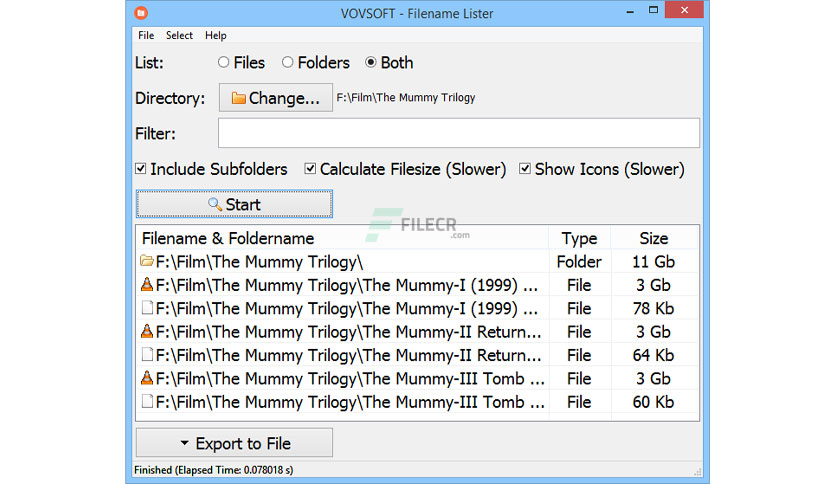 VOVSOFT - Filename Lister
File Select Help
List: Files Folders Both
Directory: Change... F:\Film\The Mummy Trilogy
Filter:
Include Subfolders Calculate Filesize (Slower) Show Icons (Slower)
Start
FILECR
.com
Filename & Foldername Type Size
F:\Film\The Mummy Trilogy\ Folder 11 Gb
F:\Film\The Mummy Trilogy\The Mummy-I (1999) ... File 3 Gb
F:\Film\The Mummy Trilogy\The Mummy-I (1999) ... File 78 Kb
F:\Film\The Mummy Trilogy\The Mummy-II Return... File 3 Gb
F:\Film\The Mummy Trilogy\The Mummy-II Return... File 64 Kb
F:\Film\The Mummy Trilogy\The Mummy-III Tomb ... File 3 Gb
F:\Film\The Mummy Trilogy\The Mummy-III Tomb ... File 60 Kb
Export to File
Finished (Elapsed Time: 0.078018 s)